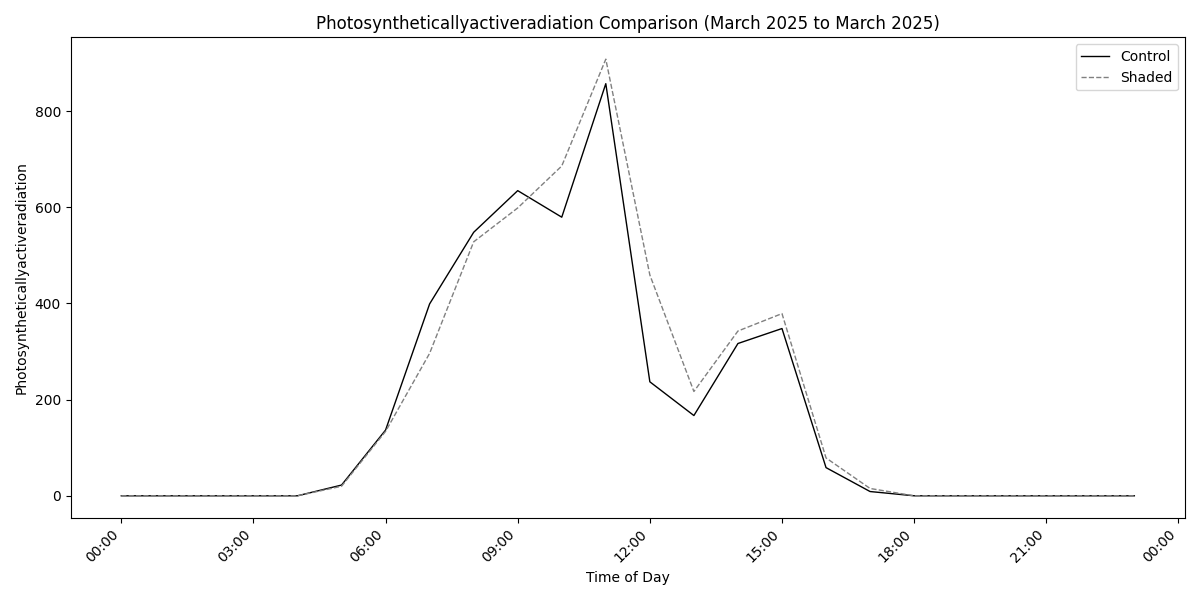 Photosyntheticallyactiveradiation Comparison (March 2025 to March 2025)
Control
Shaded
Photosyntheticallyactiveradiation
800
600
400
200
0
00:00
03:00
06:00
09:00
12:00
15:00
18:00
21:00
00:00
Time of Day